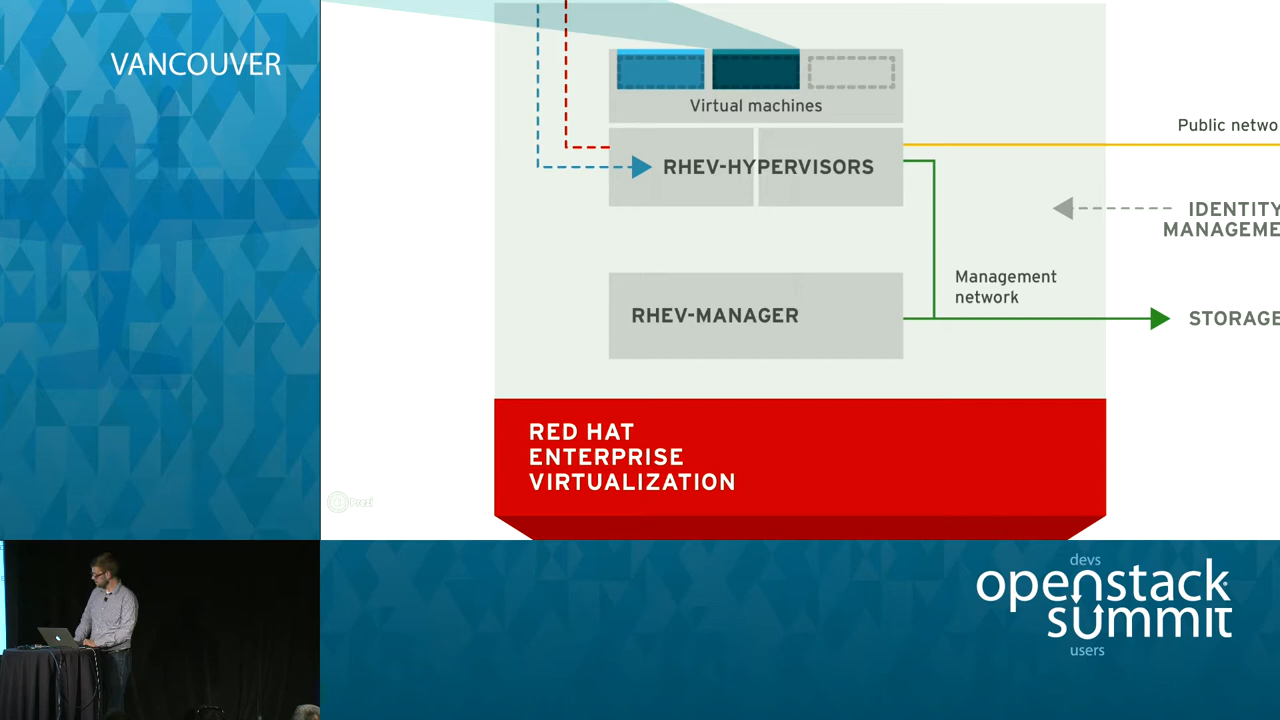 VANCOUVER
Virtual machines
RHEV-HYPERVISORS
Public netwo
IDENTITY
MANAGEME
Management
network
RHEV-MANAGER
STORAGE
RED HAT
ENTERPRISE
VIRTUALIZATION
Prezi
devs
openstack
summit
users